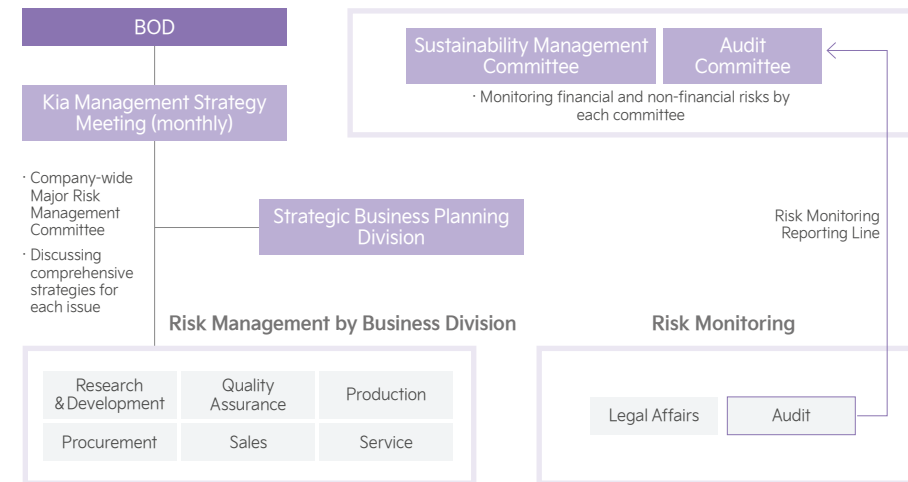 BOD
Kia Management Strategy
Meeting (monthly)
· Company-wide
Major Risk
Management
Committee
· Discussing
comprehensive
strategies for
each issue
Strategic Business Planning
Division
Sustainability Management
Committee
Audit
Committee
· Monitoring financial and non-financial risks by
each committee
Risk Monitoring
Reporting Line
Risk Management by Business Division
Research
& Development
Quality
Assurance
Production
Procurement
Sales
Service
Risk Monitoring
Legal Affairs
Audit